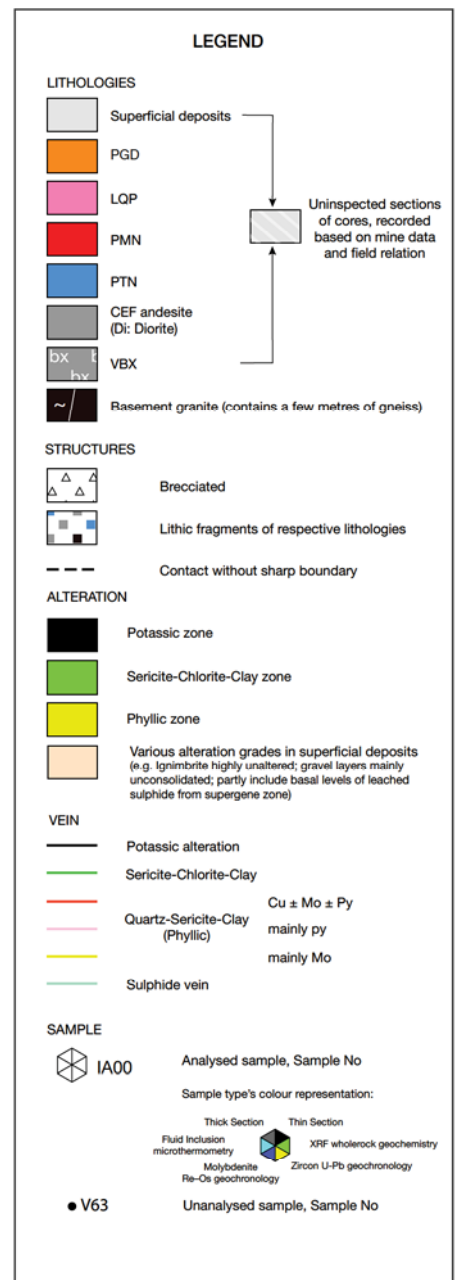 LEGEND
LITHOLOGIES
Superficial deposits
PGD
LQP
PMN
PTN
CEF andesite
(Di: Diorite)
bx b
bx
VBX
~ Basement granite (contains a few metres of gneiss)
Uninspected sections
of cores, recorded
based on mine data
and field relation
STRUCTURES
Brecciated
Lithic fragments of respective lithologies
Contact without sharp boundary
ALTERATION
Potassic zone
Sericite-Chlorite-Clay zone
Phyllic zone
Various alteration grades in superficial deposits
(e.g. Ignimbrite highly unaltered; gravel layers mainly
unconsolidated; partly include basal levels of leached
sulphide from supergene zone)
VEIN
Potassic alteration
Sericite-Chlorite-Clay
Quartz-Sericite-Clay
(Phyllic)
Cu ± Mo ± Py
mainly py
mainly Mo
Sulphide vein
SAMPLE
IA00 Analysed sample, Sample No
Sample type's colour representation:
Thick Section Thin Section
Fluid Inclusion
microthermometry
XRF wholerock geochemistry
Molybdenite
Re-Os geochronology
Zircon U-Pb geochronology
• V63 Unanalysed sample, Sample No